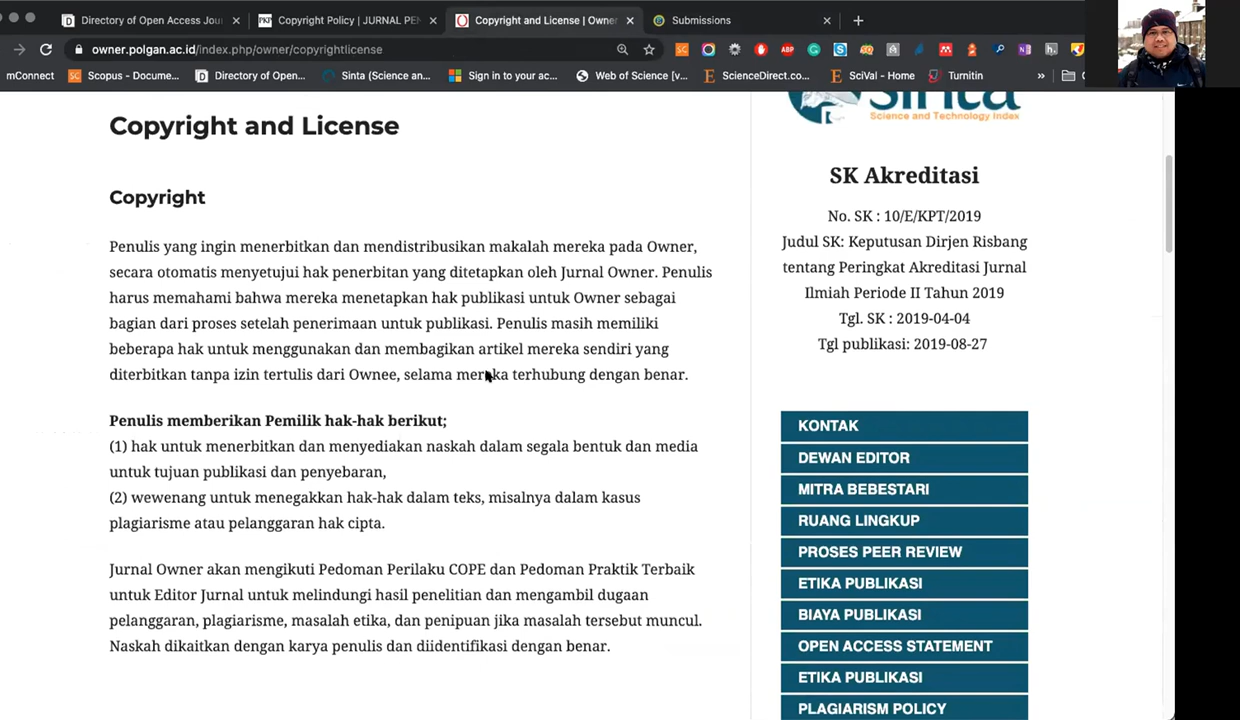 Directory of Open Access Jou
Copyright Policy | JURNAL PEN
Copyright and License | Owner
Submissions
owner.polgan.ac.id/index.php/owner/copyrightlicense
mConnect
Scopus - Docume...
Directory of Open...
Sinta (Science an...
Sign in to your ac...
Web of Science [v...
ScienceDirect.co...
SciVal - Home
Turnitin
Copyright and License
Copyright
Penulis yang ingin menerbitkan dan mendistribusikan makalah mereka pada Owner,
secara otomatis menyetujui hak penerbitan yang ditetapkan oleh Jurnal Owner. Penulis
harus memahami bahwa mereka menetapkan hak publikasi untuk Owner sebagai
bagian dari proses setelah penerimaan untuk publikasi. Penulis masih memiliki
beberapa hak untuk menggunakan dan membagikan artikel mereka sendiri yang
diterbitkan tanpa izin tertulis dari Ownee, selama mereka terhubung dengan benar.
Penulis memberikan Pemilik hak-hak berikut;
(1) hak untuk menerbitkan dan menyediakan naskah dalam segala bentuk dan media
untuk tujuan publikasi dan penyebaran,
(2) wewenang untuk menegakkan hak-hak dalam teks, misalnya dalam kasus
plagiarisme atau pelanggaran hak cipta.
Jurnal Owner akan mengikuti Pedoman Perilaku COPE dan Pedoman Praktik Terbaik
untuk Editor Jurnal untuk melindungi hasil penelitian dan mengambil dugaan
pelanggaran, plagiarisme, masalah etika, dan penipuan jika masalah tersebut muncul.
Naskah dikaitkan dengan karya penulis dan diidentifikasi dengan benar.
sinta
Science and Technology Index
SK Akreditasi
No. SK : 10/E/KPT/2019
Judul SK: Keputusan Dirjen Risbang
tentang Peringkat Akreditasi Jurnal
Ilmiah Periode II Tahun 2019
Tgl. SK : 2019-04-04
Tgl publikasi: 2019-08-27
KONTAK
DEWAN EDITOR
MITRA BEBESTARI
RUANG LINGKUP
PROSES PEER REVIEW
ETIKA PUBLIKASI
BIAYA PUBLIKASI
OPEN ACCESS STATEMENT
ETIKA PUBLIKASI
PLAGIARISM POLICY